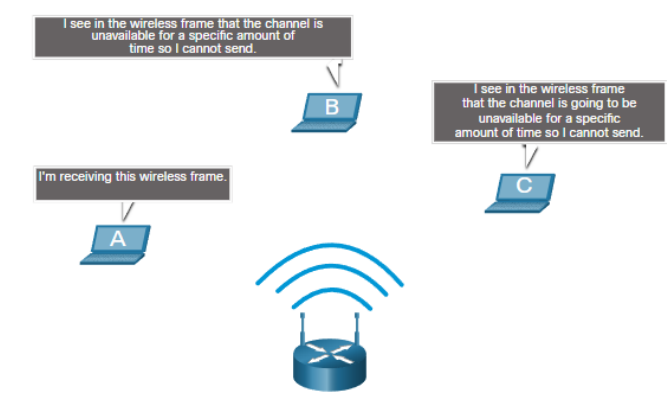 I see in the wireless frame that the channel is
unavailable for a specific amount of
time so I cannot send.
B
I see in the wireless frame
that the channel is going to be
unavailable for a specific
amount of time so I cannot send.
C
I'm receiving this wireless frame.
A